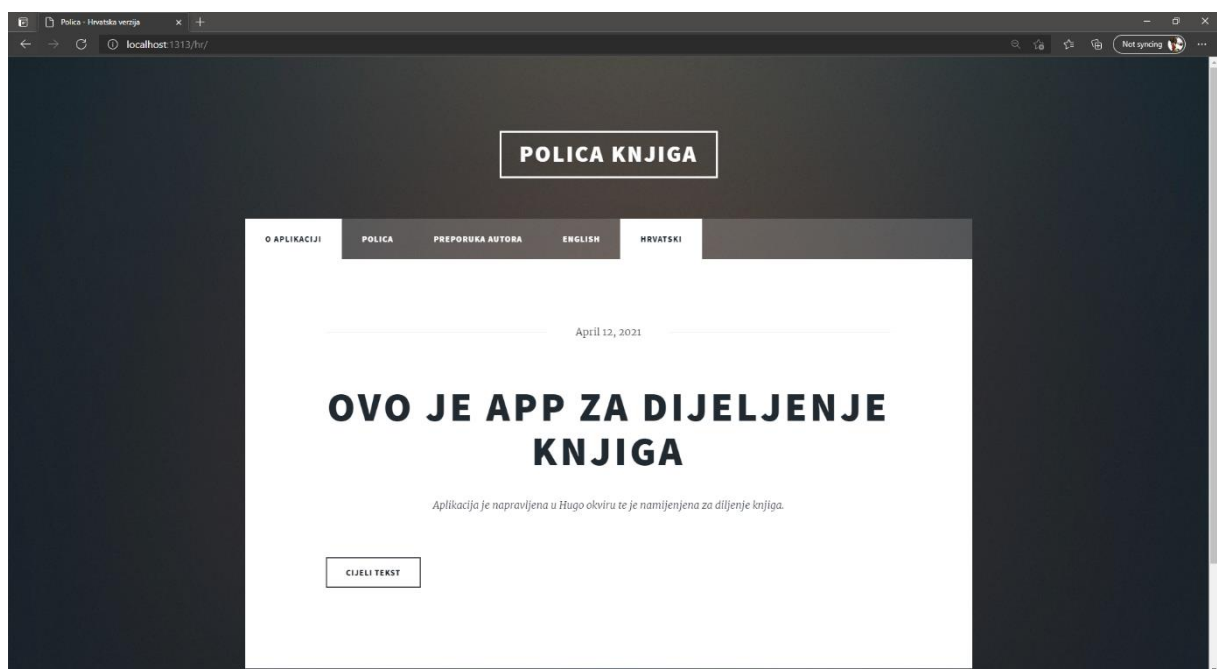 Polica - Hrvatska verzija
localhost:1313/hr/
Not syncing
POLICA KNJIGA
O APLIKACIJI POLICA PREPORUKA AUTORA ENGLISH HRVATSKI
April 12, 2021
OVO JE APP ZA DIJELJENJE
KNJIGA
Aplikacija je napravljena u Hugo okviru te je namijenjena za diljenje knjiga.
CIJELI TEKST